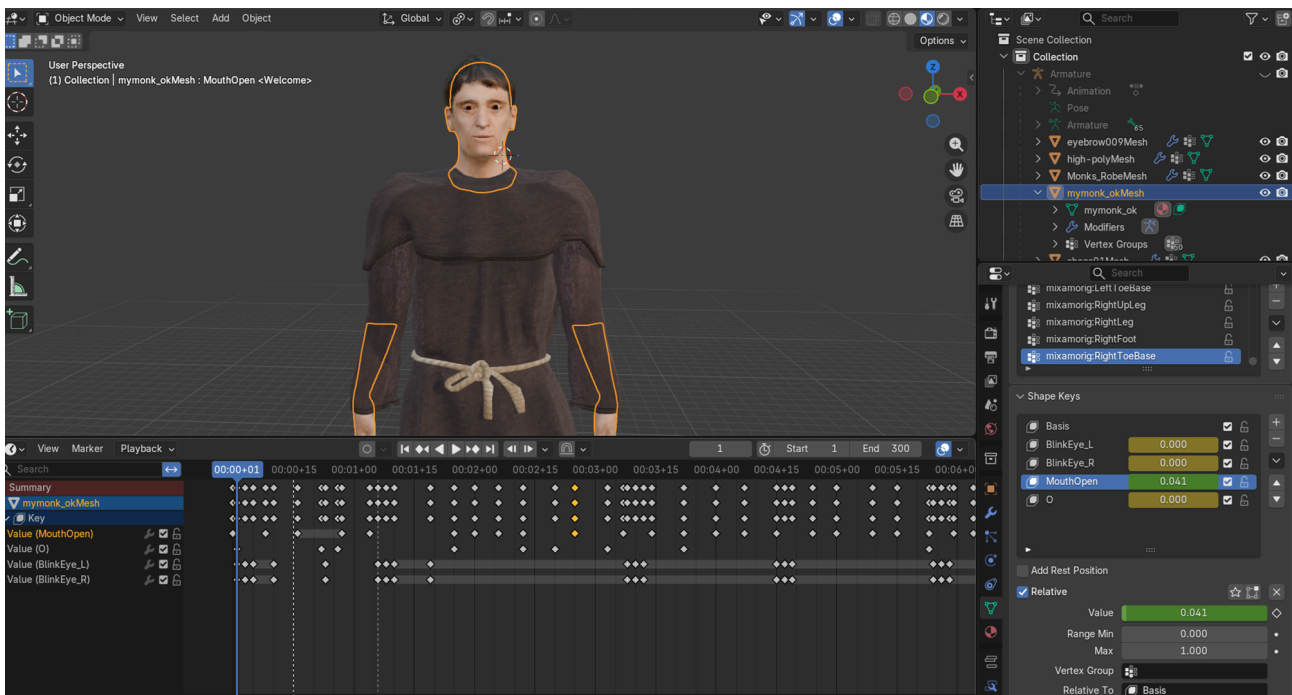 Object Mode View Select Add Object Global Search
Options
User Perspective
(1) Collection | mymonk_okMesh : MouthOpen <Welcome>
Z
X
Scene Collection
Collection
Armature
Animation
Pose
Armature 65
eyebrow009Mesh
high-polyMesh
Monks_RobeMesh
mymonk_okMesh
mymonk_ok
Modifiers
Vertex Groups 50
Search
mixamorig:LeftToeBase
mixamorig:RightUpLeg
mixamorig:RightLeg
mixamorig:RightFoot
mixamorig:RightToeBase
Shape Keys
Basis
BlinkEye_L 0.000
BlinkEye_R 0.000
MouthOpen 0.041
O 0.000
Add Rest Position
Relative
Value 0.041
Range Min 0.000
Max 1.000
Vertex Group
Relative To Basis
View Marker Playback 1 Start 1 End 300
Search 00:00+01 00:00+15 00:01+00 00:01+15 00:02+00 00:02+15 00:03+00 00:03+15 00:04+00 00:04+15 00:05+00 00:05+15 00:06+0
Summary
mymonk_okMesh
Key
Value (MouthOpen)
Value (O)
Value (BlinkEye_L)
Value (BlinkEye_R)